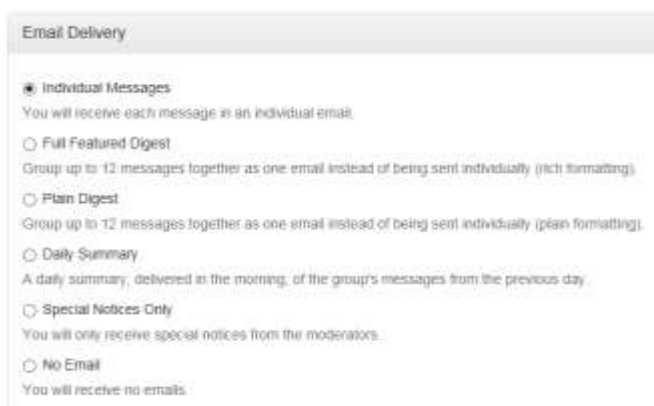 Email Delivery
Individual Messages
You will receive each message in an individual email.
Full Featured Digest
Group up to 12 messages together as one email instead of being sent individually (rich formatting).
Plain Digest
Group up to 12 messages together as one email instead of being sent individually (plain formatting).
Daily Summary
A daily summary, delivered in the morning, of the group's messages from the previous day.
Special Notices Only
You will only receive special notices from the moderators.
No Email
You will receive no emails.